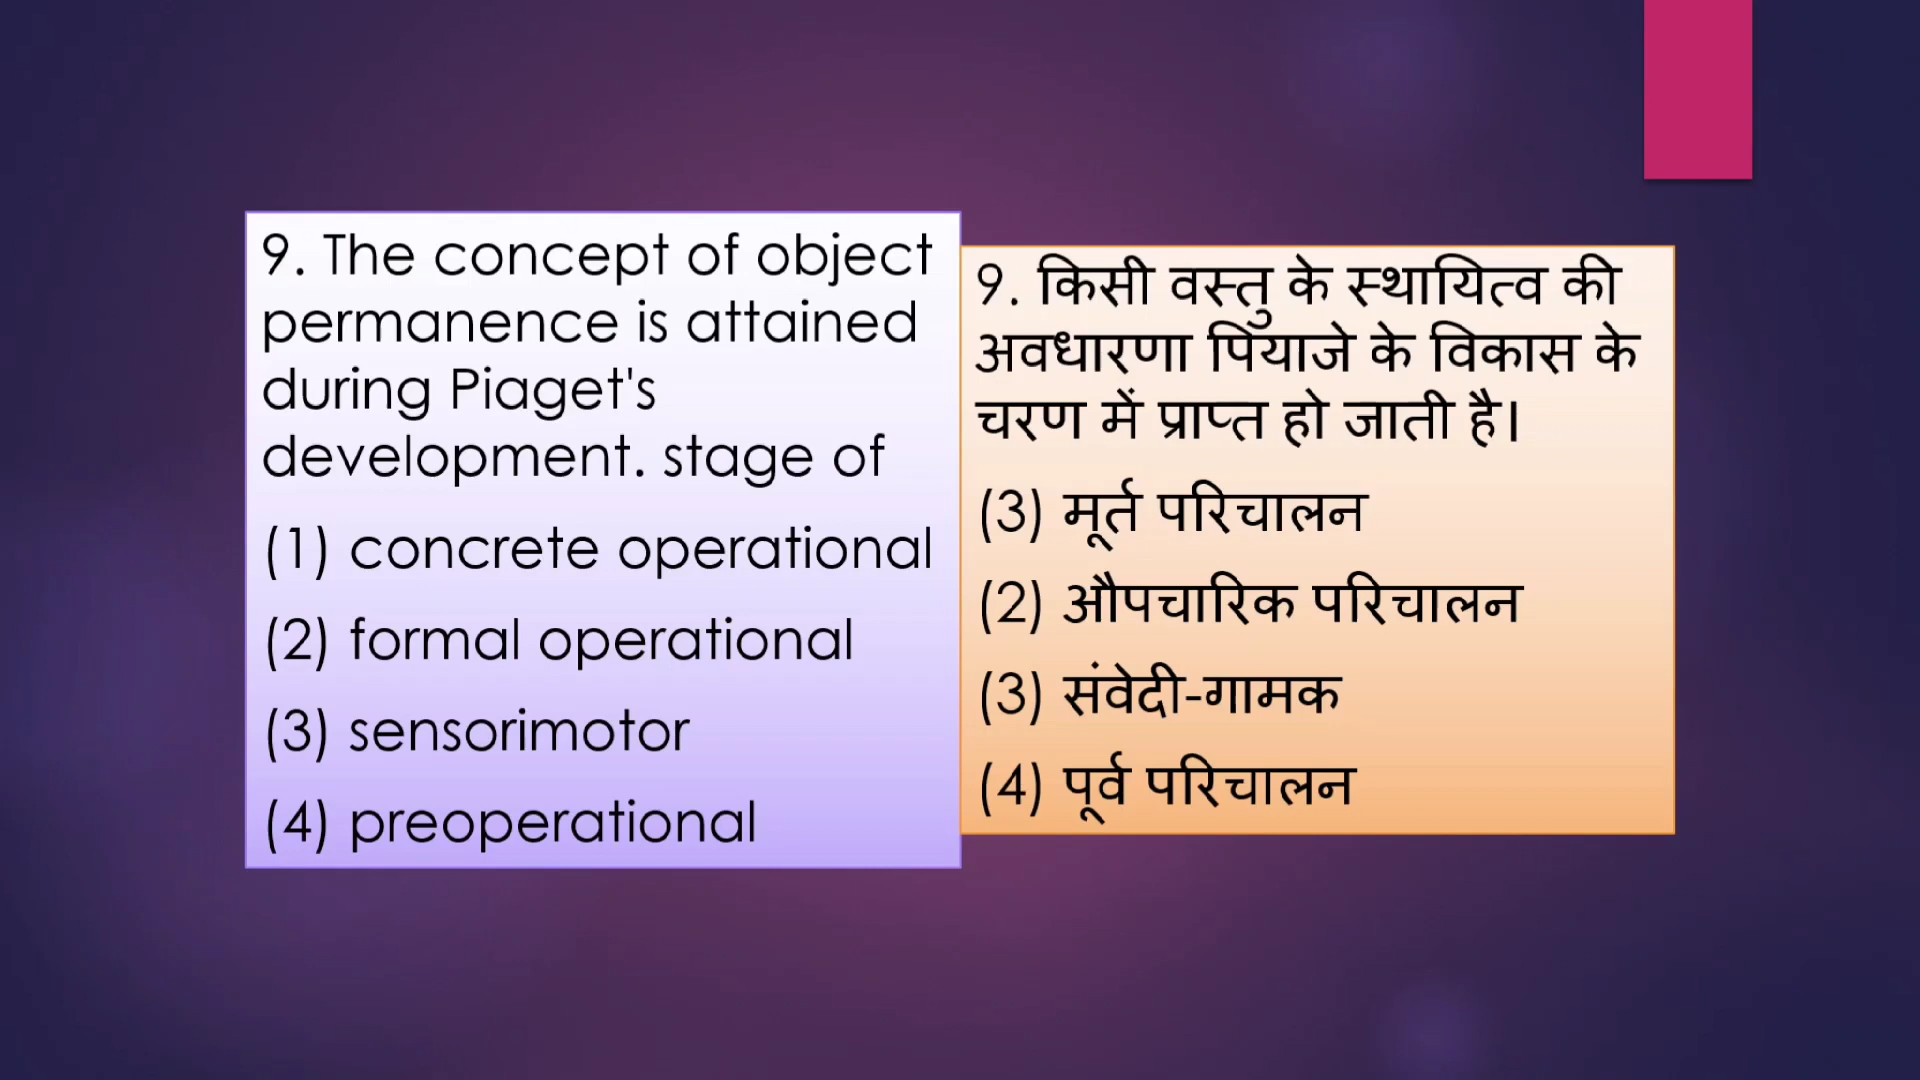 9. The concept of object
permanence is attained
during Piaget's
development. stage of
(1) concrete operational
(2) formal operational
(3) sensorimotor
(4) preoperational
9. किसी वस्तु के स्थायित्व की
अवधारणा पियाजे के विकास के
चरण में प्राप्त हो जाती है।
(3) मूर्त परिचालन
(2) औपचारिक परिचालन
(3) संवेदी-गामक
(4) पूर्व परिचालन